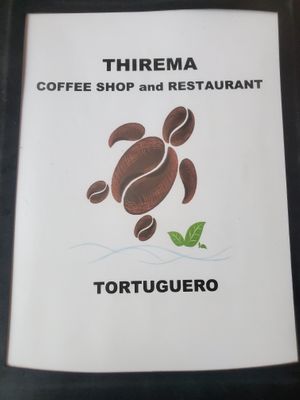 THIREMA
COFFEE SHOP and RESTAURANT
TORTUGUERO